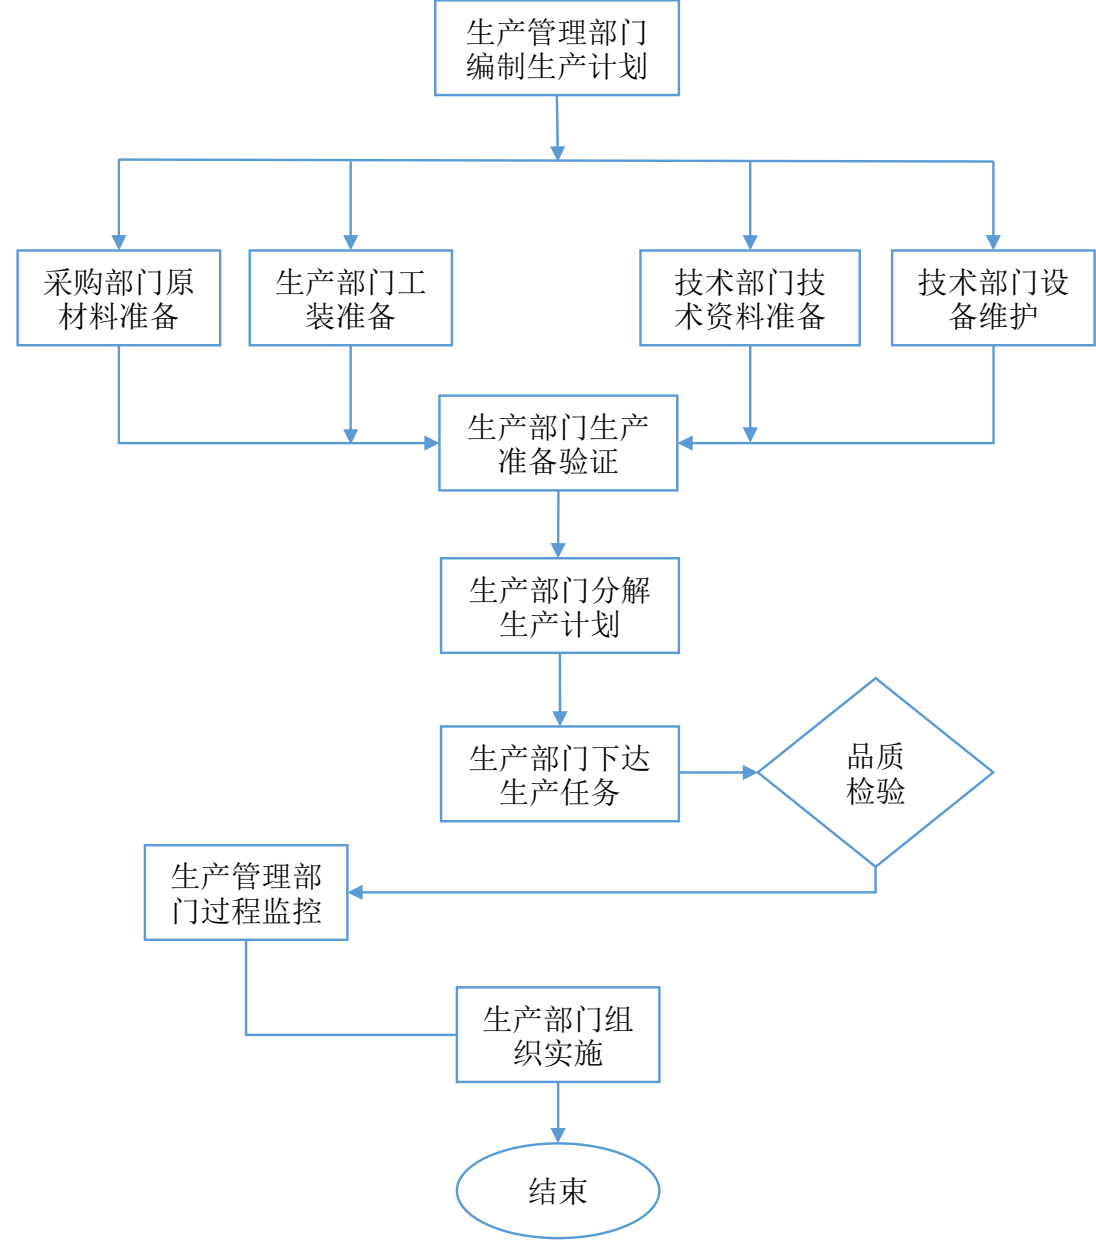 生产管理部门
编制生产计划
采购部门原
材料准备
生产部门工
装准备
技术部门技
术资料准备
技术部门设
备维护
生产部门生产
准备验证
生产部门分解
生产计划
生产部门下达
生产任务
品质
检验
生产管理部
门过程监控
生产部门组
织实施
结束